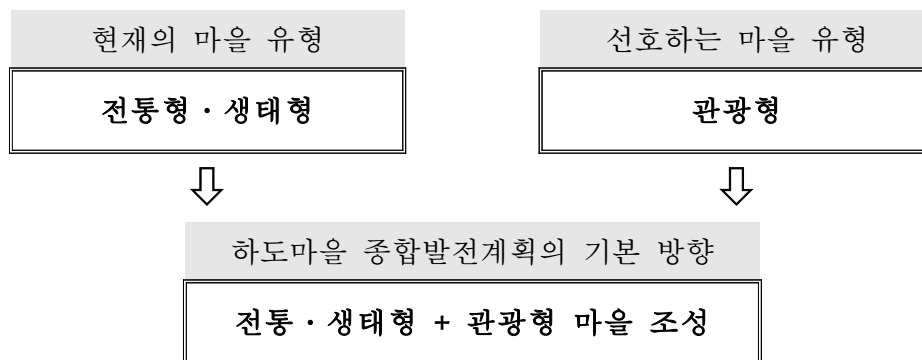 현재의 마을 유형
선호하는 마을 유형
전통형·생태형
관광형
하도마을 종합발전계획의 기본 방향
전통·생태형 + 관광형 마을 조성